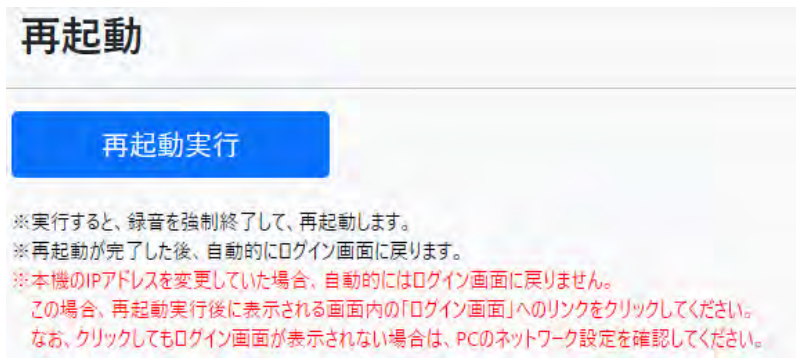 再起動
再起動実行
※実行すると、録音を強制終了して、再起動します。
※再起動が完了した後、自動的にログイン画面に戻ります。
※本機のIPアドレスを変更していた場合、自動的にはログイン画面に戻りません。
この場合、再起動実行後に表示される画面内の「ログイン画面」へのリンクをクリックしてください。
なお、クリックしてもログイン画面が表示されない場合は、PCのネットワーク設定を確認してください。